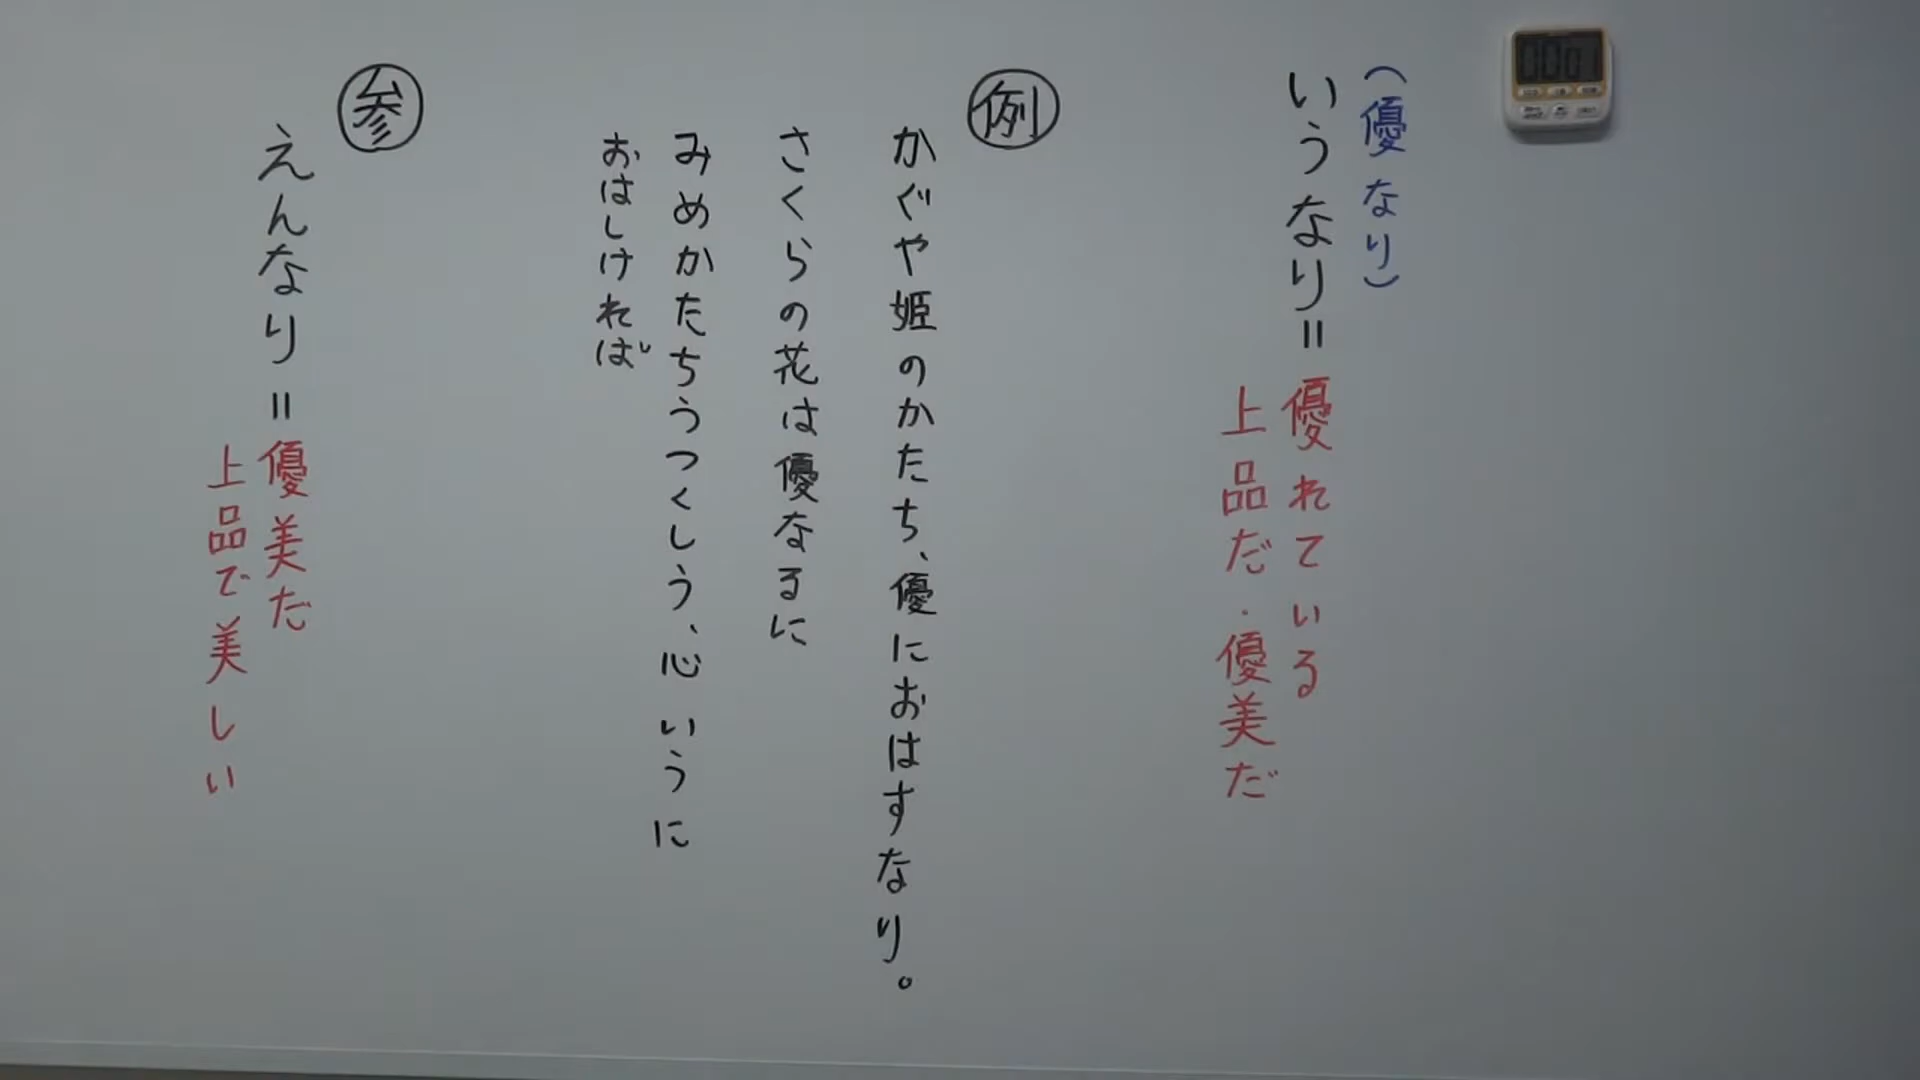 （優なり）
いうなり＝優れている
上品だ・優美だ
例
かぐや姫のかたち、優におはすなり。
さくらの花は優なるに
みめかたちうつくしう、心いうに
おはしければ
参
えんなり＝優美だ
上品で美しい